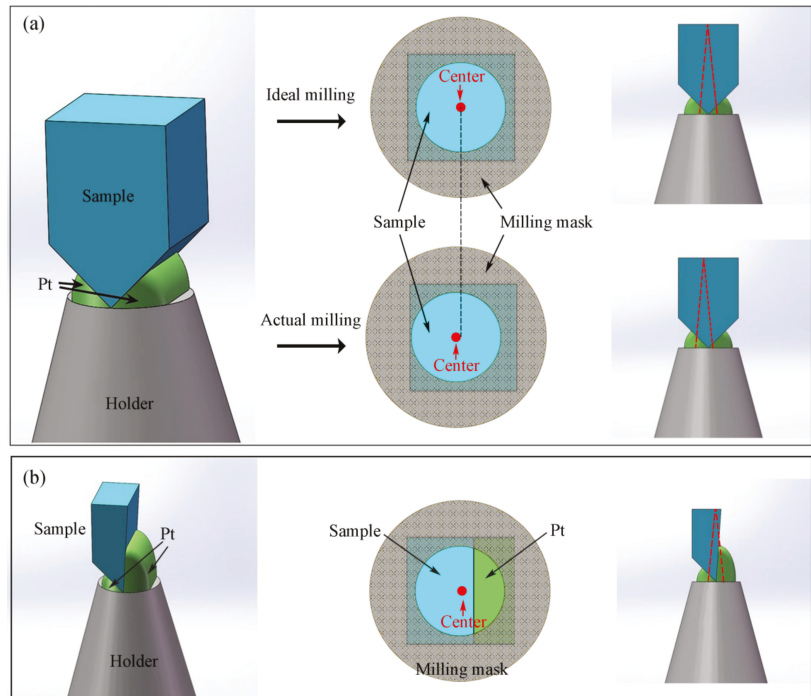 (a)
Ideal milling
Center
Sample
Sample
Milling mask
Pt
Actual milling
Center
Holder
(b)
Sample
Pt
Sample
Pt
Center
Holder
Milling mask